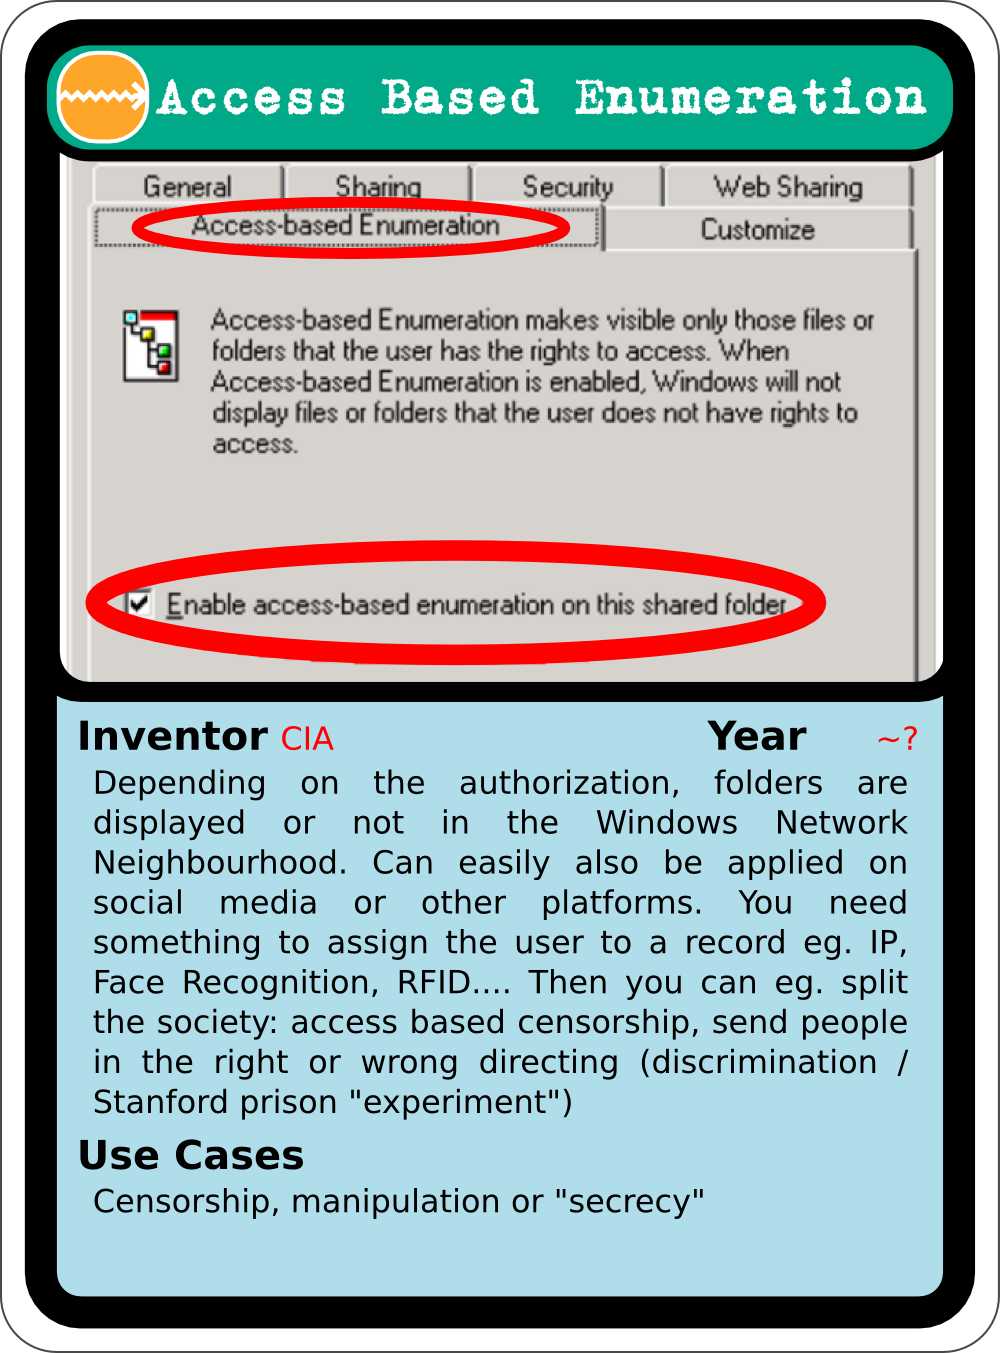 Access Based Enumeration
General Sharing Security Web Sharing
Access-based Enumeration Customize
Access-based Enumeration makes visible only those files or
folders that the user has the rights to access. When
Access-based Enumeration is enabled, Windows will not
display files or folders that the user does not have rights to
access.
Enable access-based enumeration on this shared folder
Inventor CIA Year ~?
Depending on the authorization, folders are
displayed or not in the Windows Network
Neighbourhood. Can easily also be applied on
social media or other platforms. You need
something to assign the user to a record eg. IP,
Face Recognition, RFID.... Then you can eg. split
the society: access based censorship, send people
in the right or wrong directing (discrimination /
Stanford prison "experiment")
Use Cases
Censorship, manipulation or "secrecy"